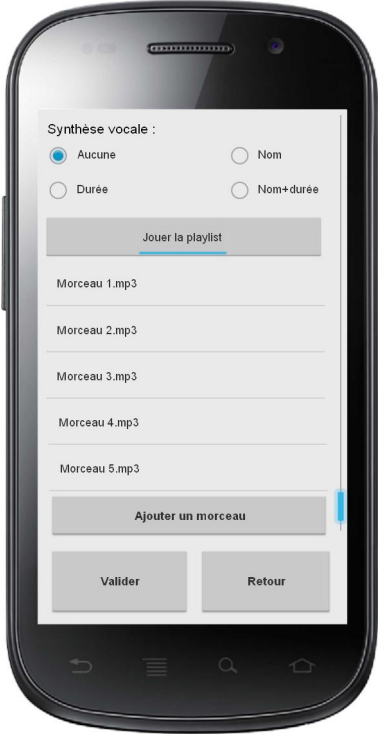 Synthèse vocale :
Aucune
Nom
Durée
Nom+durée
Jouer la playlist
Morceau 1.mp3
Morceau 2.mp3
Morceau 3.mp3
Morceau 4.mp3
Morceau 5.mp3
Ajouter un morceau
Valider
Retour